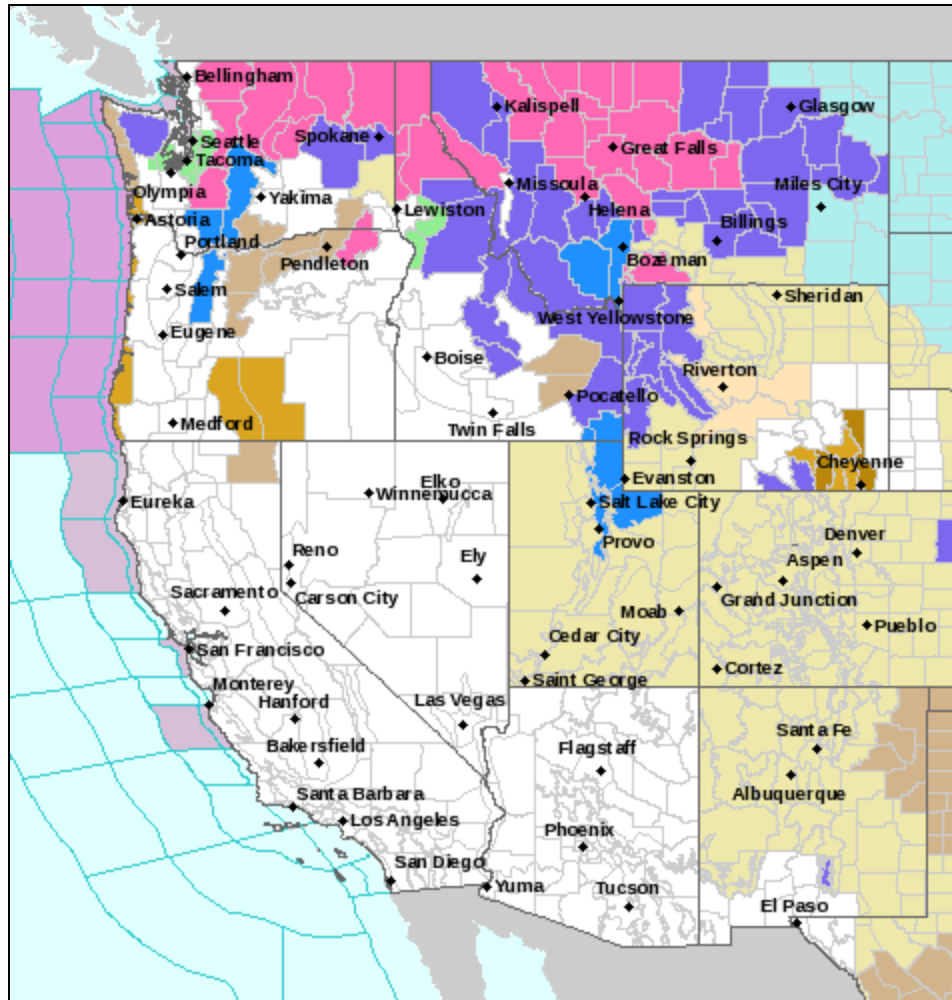 Bellingham
Kalispell
Glasgow
Seattle
Spokane
Great Falls
Tacoma
Olympia
Yakima
Missoula
Miles City
Astoria
Lewiston
Helena
Billings
Portland
Pendleton
Bozeman
Salem
Sheridan
West Yellowstone
Eugene
Boise
Riverton
Pocatello
Medford
Twin Falls
Rock Springs
Cheyenne
Elko
Winnemucca
Evanston
Eureka
Salt Lake City
Provo
Denver
Reno
Ely
Aspen
Sacramento
Carson City
Grand Junction
Moab
Pueblo
Cedar City
San Francisco
Cortez
Saint George
Monterey
Hanford
Las Vegas
Santa Fe
Bakersfield
Flagstaff
Albuquerque
Santa Barbara
Los Angeles
Phoenix
San Diego
Yuma
Tucson
El Paso